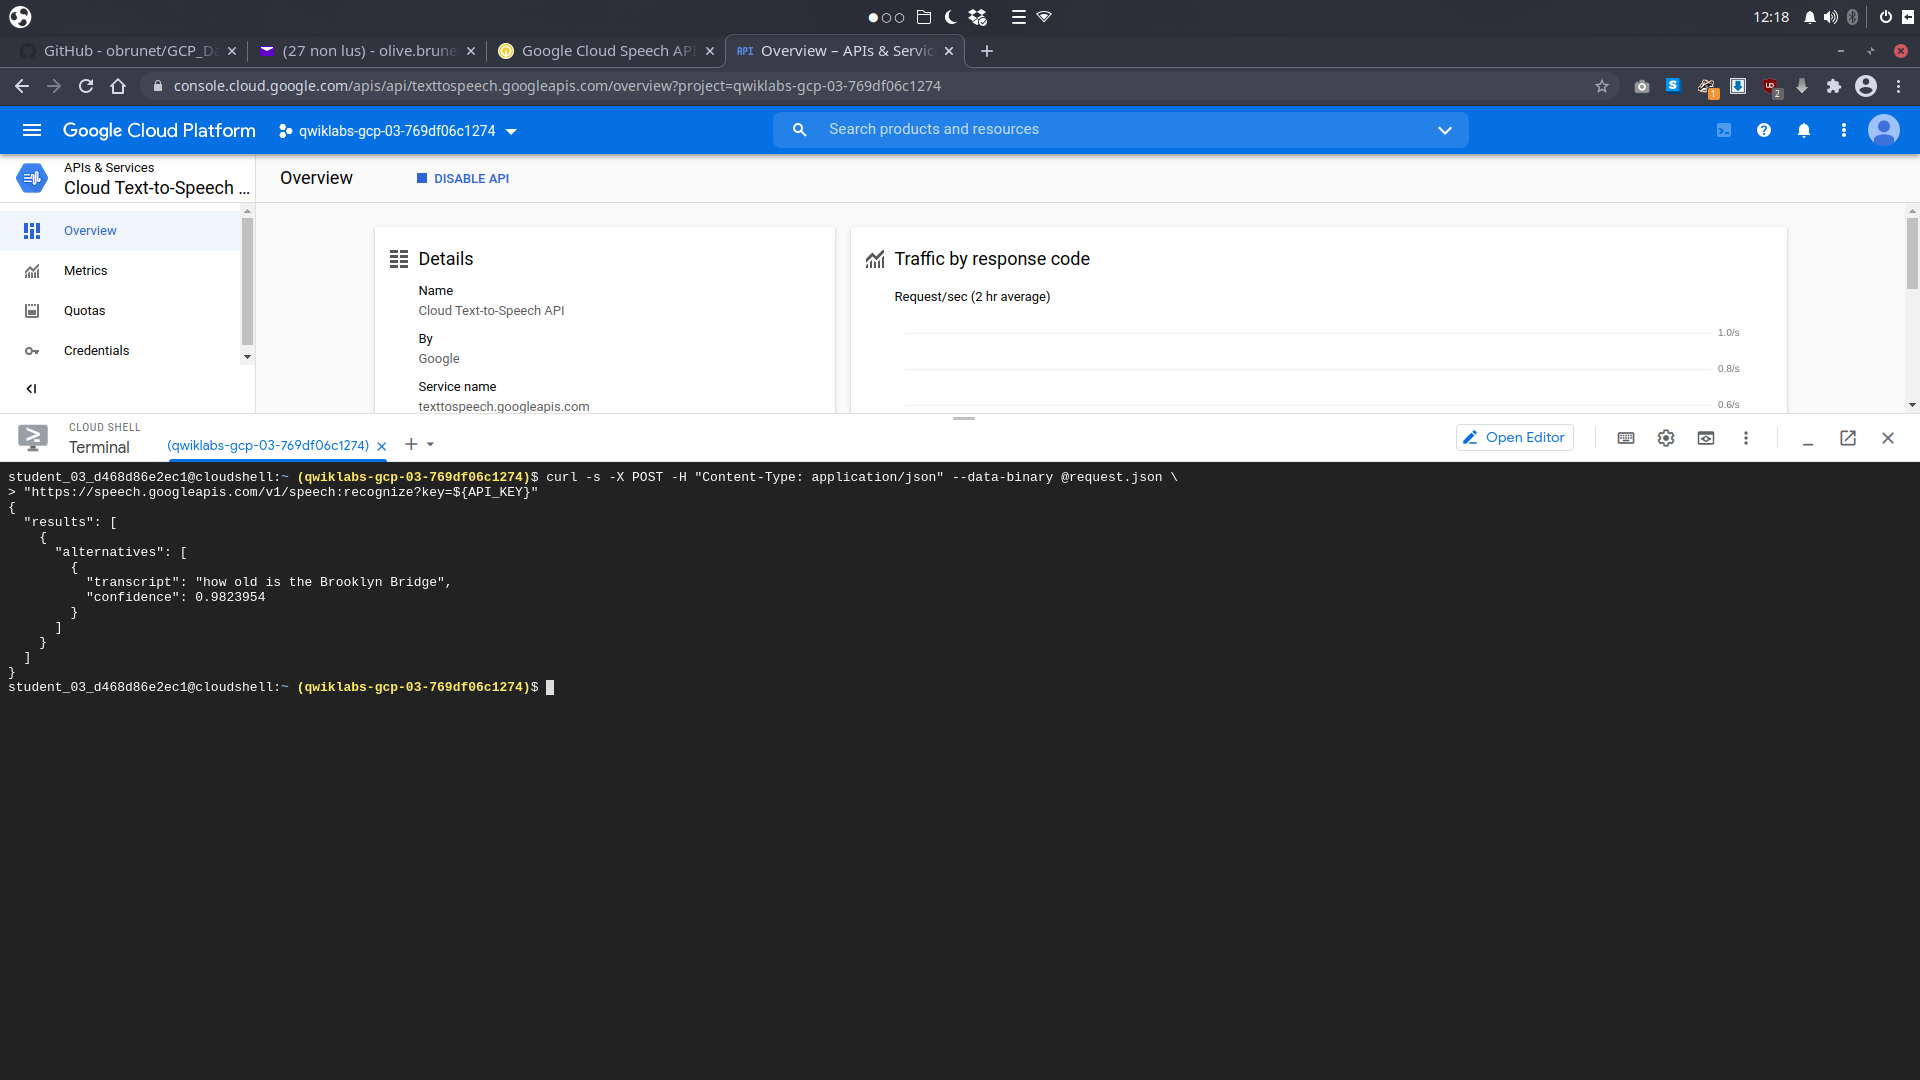 12:18
GitHub - obrunet/GCP_Da
(27 non lus) - olive.brune
Google Cloud Speech API
API Overview – APIs & Servic
console.cloud.google.com/apis/api/texttospeech.googleapis.com/overview?project=qwiklabs-gcp-03-769df06c1274
S
1
UD
2
Google Cloud Platform
qwiklabs-gcp-03-769df06c1274
Search products and resources
APIs & Services
Cloud Text-to-Speech ...
Overview
DISABLE API
Overview
Metrics
Quotas
Credentials
Details
Name
Cloud Text-to-Speech API
By
Google
Service name
texttospeech.googleapis.com
Traffic by response code
Request/sec (2 hr average)
1.0/s
0.8/s
0.6/s
CLOUD SHELL
Terminal
(qwiklabs-gcp-03-769df06c1274)
Open Editor
student_03_d468d86e2ec1@cloudshell:~ (qwiklabs-gcp-03-769df06c1274)$ curl -s -X POST -H "Content-Type: application/json" --data-binary @request.json \
> "https://speech.googleapis.com/v1/speech:recognize?key=${API_KEY}"
{
  "results": [
    {
      "alternatives": [
        {
          "transcript": "how old is the Brooklyn Bridge",
          "confidence": 0.9823954
        }
      ]
    }
  ]
}
student_03_d468d86e2ec1@cloudshell:~ (qwiklabs-gcp-03-769df06c1274)$